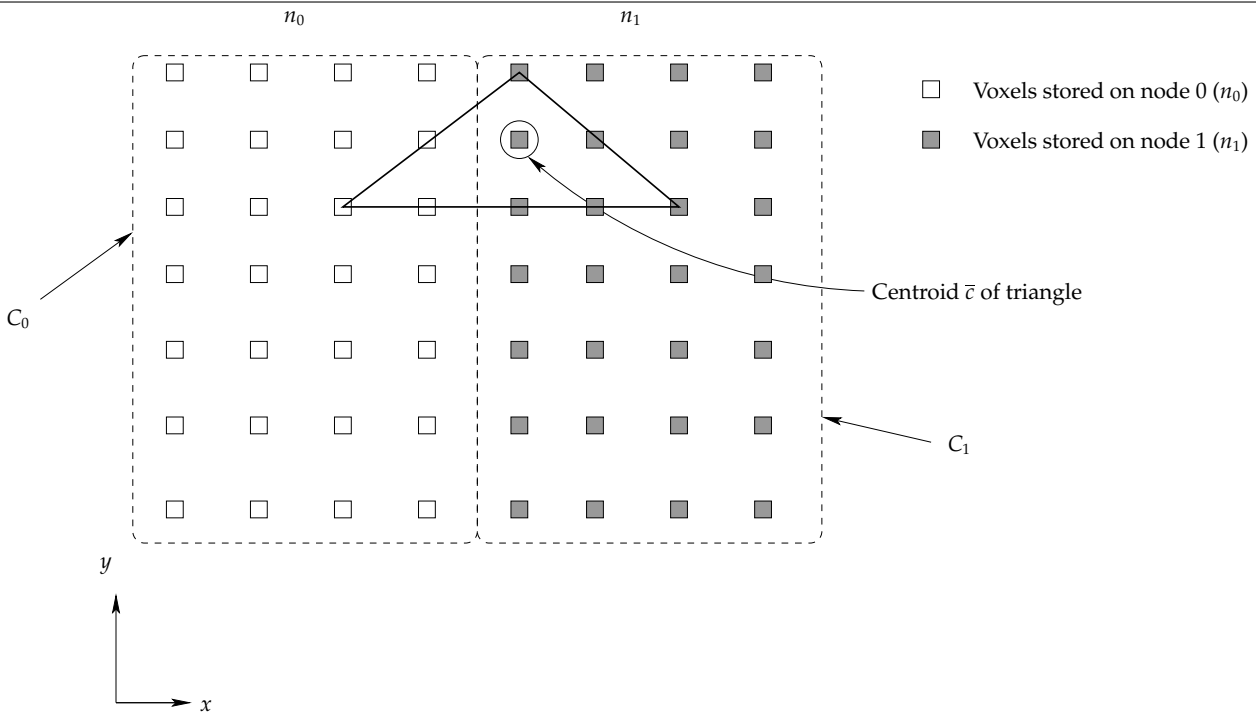 n₀ n₁
Voxels stored on node 0 (n₀)
Voxels stored on node 1 (n₁)
Centroid c̅ of triangle
C₀
C₁
y
x